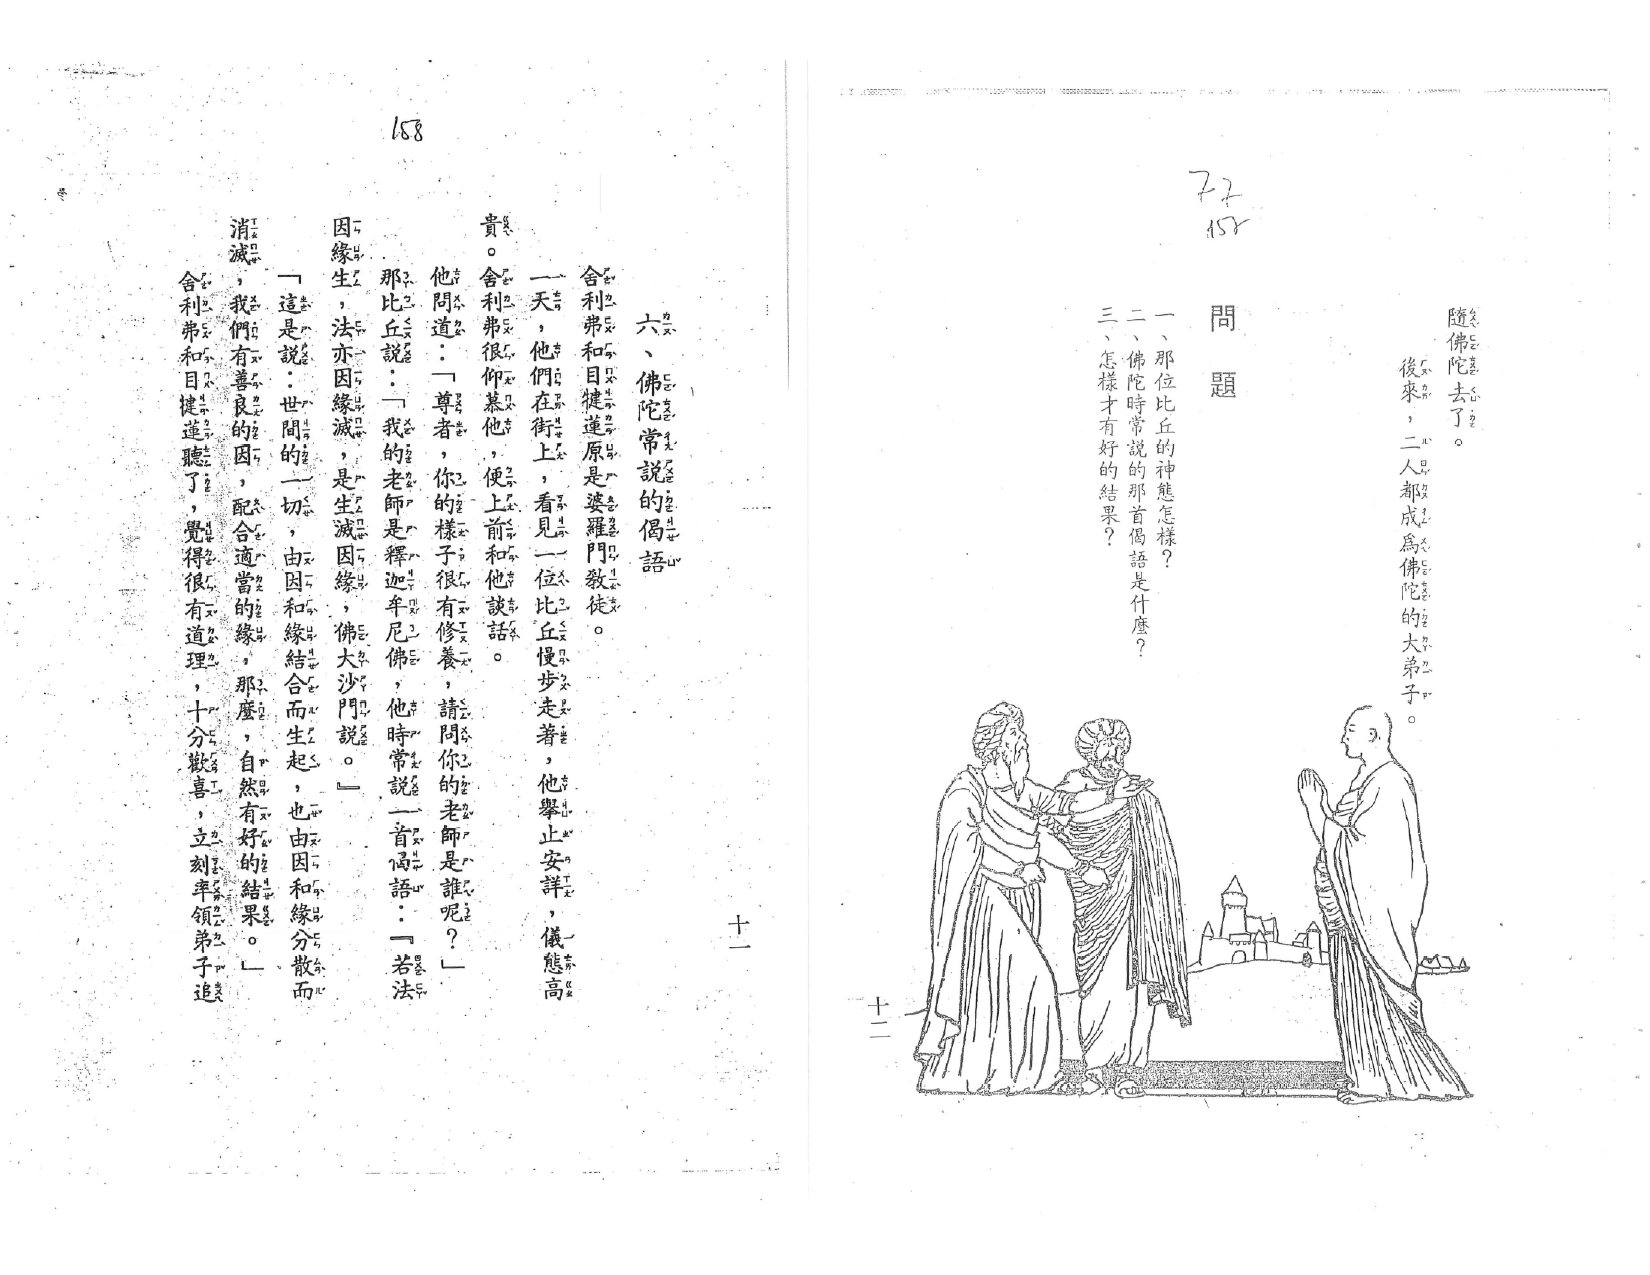 158
六、佛陀常說的偈語
舍利弗和目犍蓮原是婆羅門教徒。
一天，他們在街上，看見一位比丘慢步走著，他舉止安詳，儀態高
貴。舍利弗很仰慕他，便上前和他談話。
他問道：「尊者，你的樣子很有修養，請問你的老師是誰呢？」
那比丘說：「我的老師是釋迦牟尼佛，他時常說一首偈語：『若法
因緣生，法亦因緣滅，是生滅因緣，佛大沙門說。』
「這是說：世間的一切，由因和緣結合而生起，也由因和緣分散而
消滅，我們有善良的因，配合適當的緣，那麼，自然有好的結果。」
舍利弗和目犍蓮聽了，覺得很有道理，十分歡喜，立刻率領弟子追
十一
77
158
隨佛陀去了。
後來，二人都成爲佛陀的大弟子。
問題
一、那位比丘的神態怎樣？
二、佛陀時常說的那首偈語是什麼？
三、怎樣才有好的結果？
十二